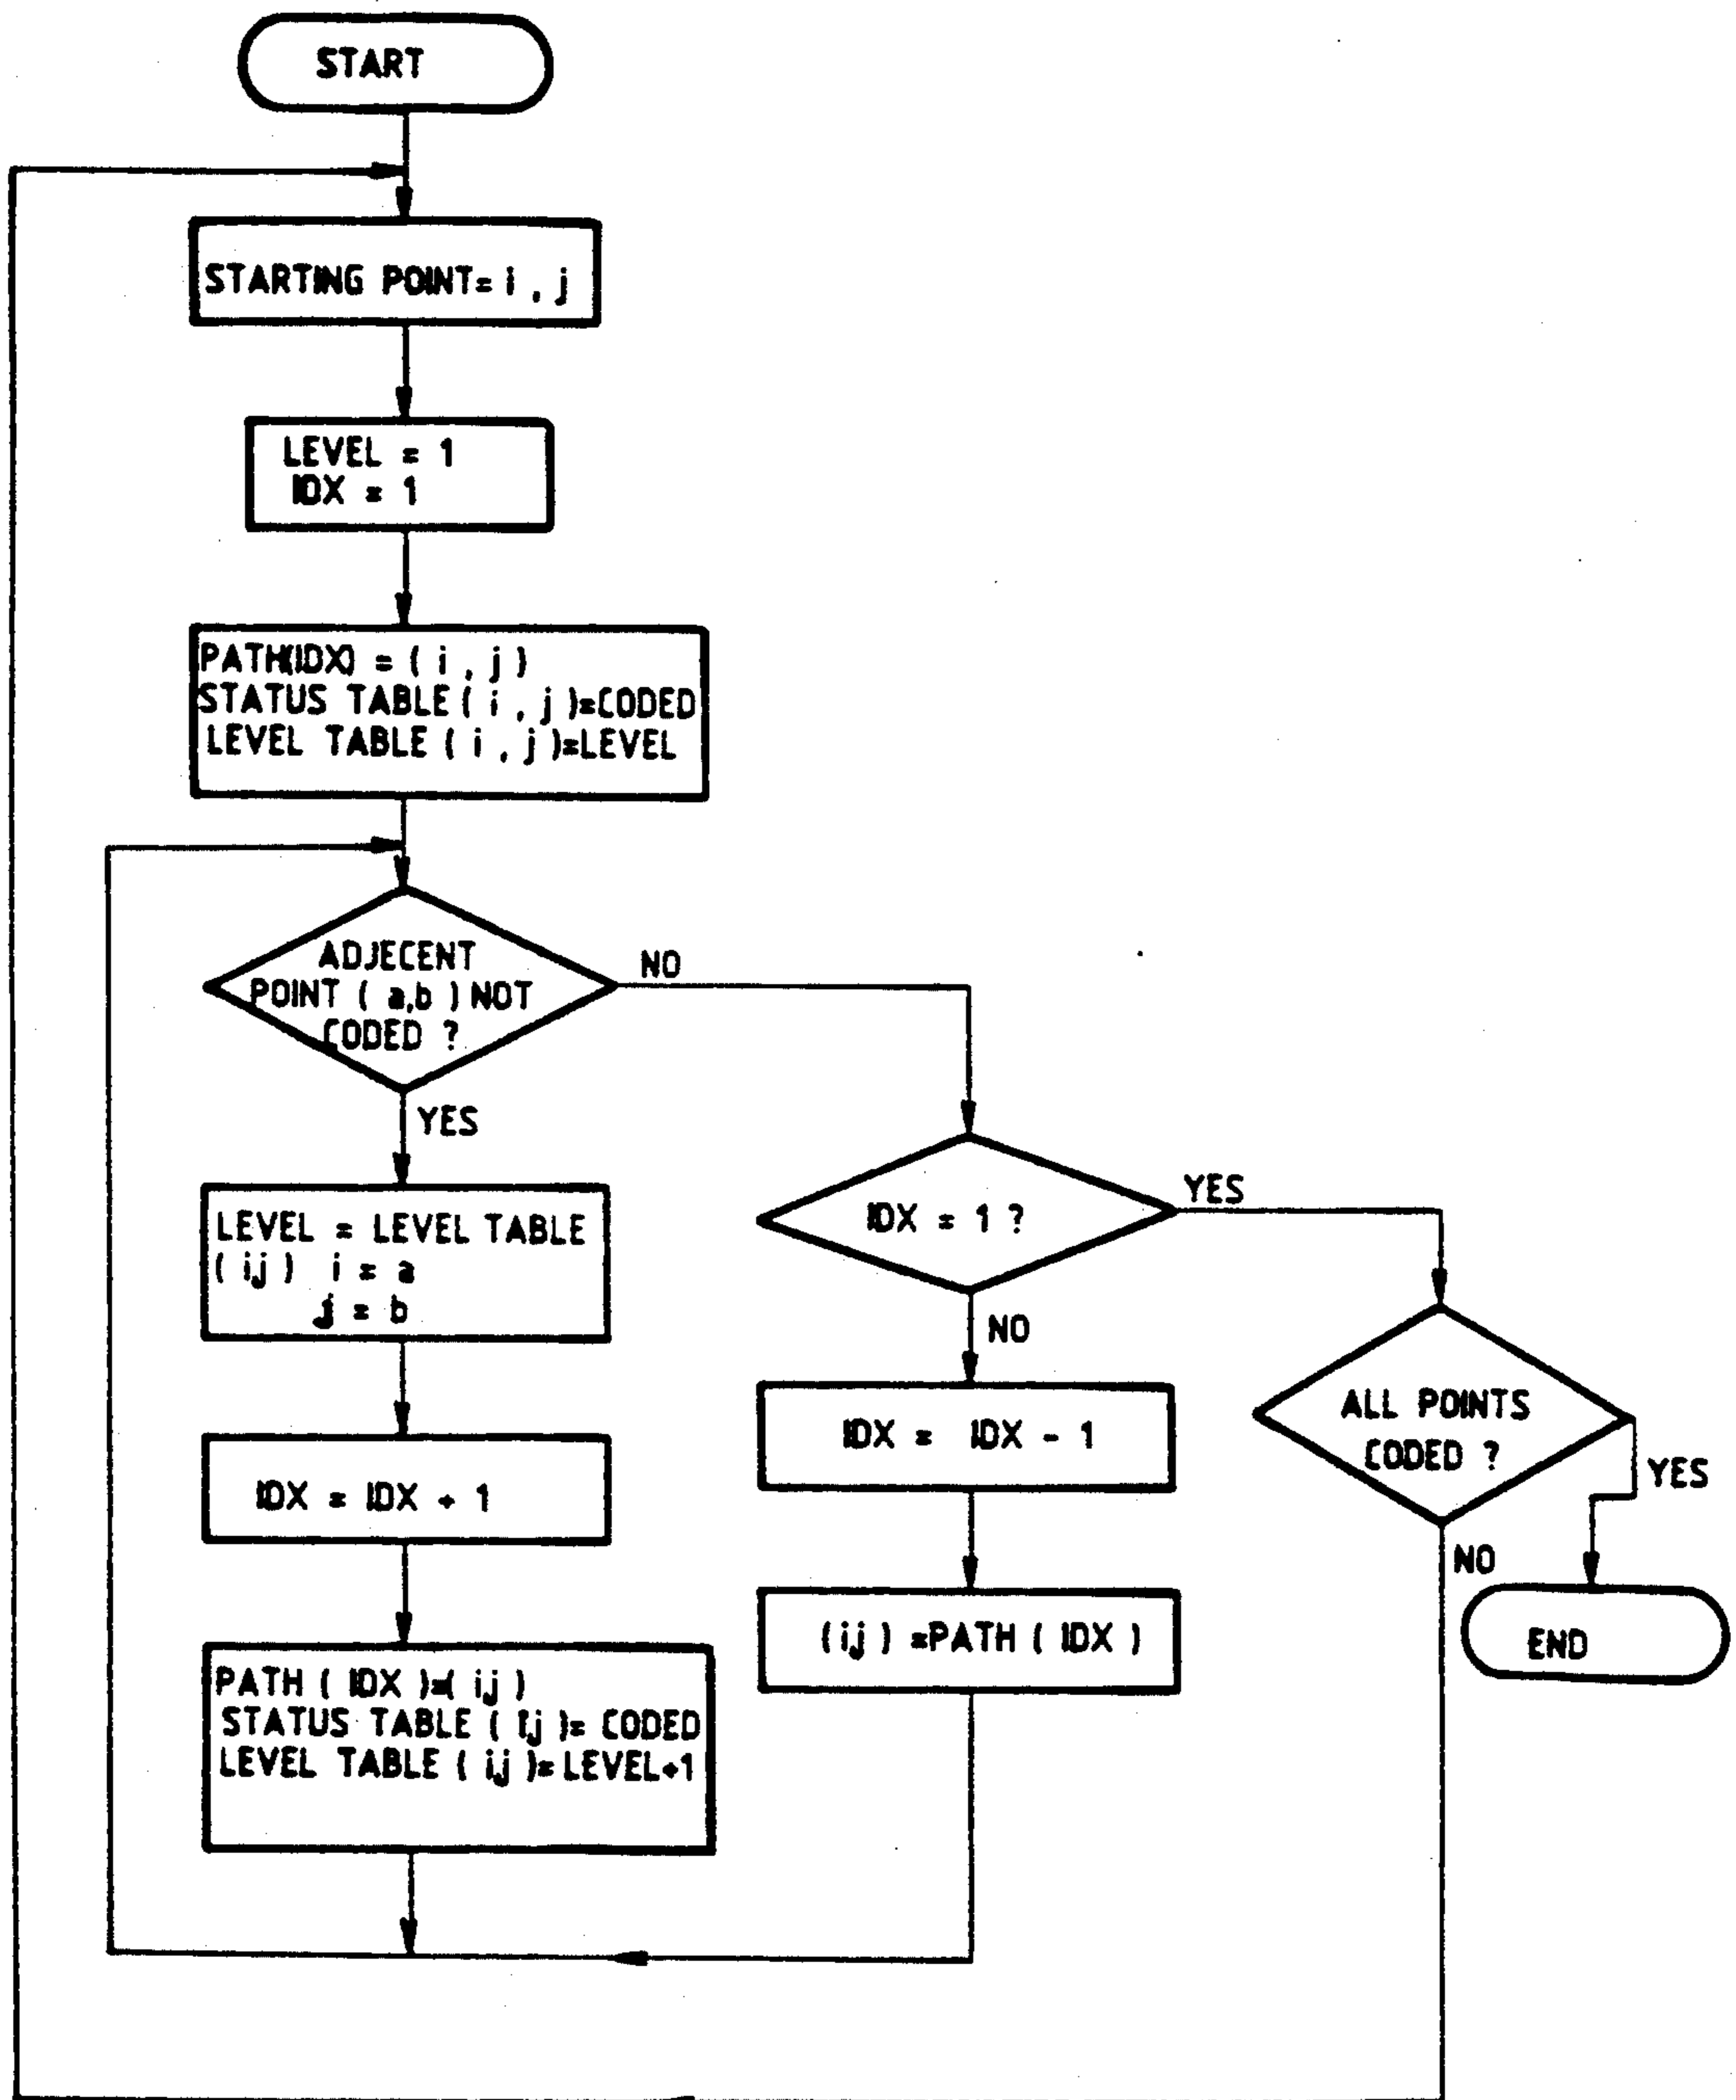 START
STARTING POINT= i , j
LEVEL = 1
IDX = 1
PATH(IDX) = ( i , j )
STATUS TABLE ( i , j )=CODED
LEVEL TABLE ( i , j )=LEVEL
ADJECENT
POINT ( a,b ) NOT
CODED ?
NO
YES
LEVEL = LEVEL TABLE
( i,j ) i = a
j = b
IDX = IDX + 1
PATH ( IDX )=( i,j )
STATUS TABLE ( i,j )= CODED
LEVEL TABLE ( i,j )= LEVEL+1
IDX = 1 ?
YES
NO
IDX = IDX - 1
( i,j ) =PATH ( IDX )
ALL POINTS
CODED ?
YES
NO
END